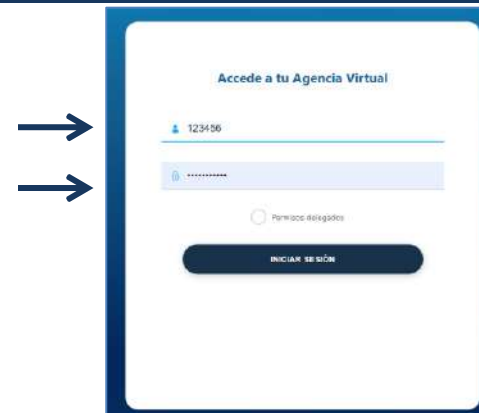 Accede a tu Agencia Virtual
123456
•••••••••••
Permisos delegados
INICIAR SESIÓN